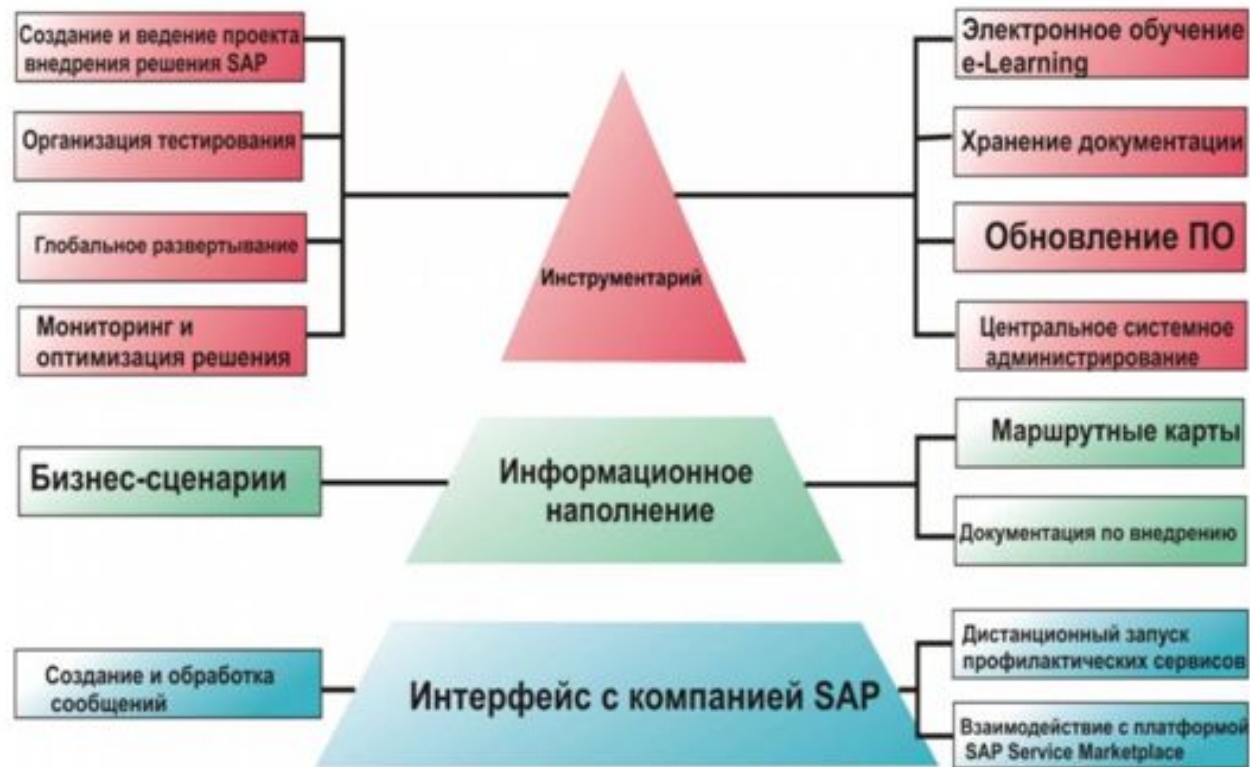 Создание и ведение проекта
внедрения решения SAP
Организация тестирования
Глобальное развертывание
Мониторинг и
оптимизация решения
Инструментарий
Электронное обучение
e-Learning
Хранение документации
Обновление ПО
Центральное системное
администрирование
Бизнес-сценарии
Информационное
наполнение
Маршрутные карты
Документация по внедрению
Создание и обработка
сообщений
Интерфейс с компанией SAP
Дистанционный запуск
профилактических сервисов
Взаимодействие с платформой
SAP Service Marketplace